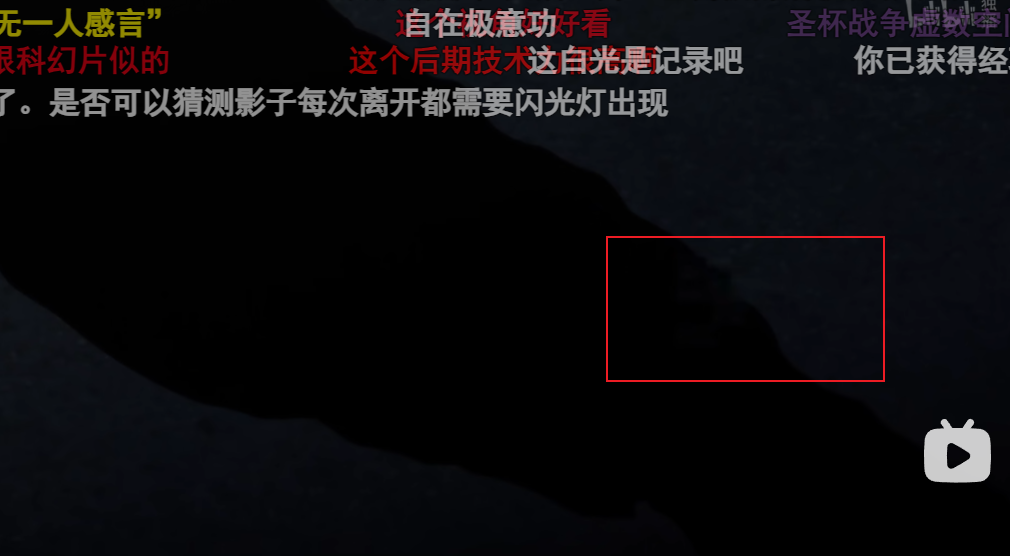 无一人感言”
自在极意功
好看
圣杯战争虚数空
眼科幻片似的
这个后期技术
这白光是记录吧
你已获得经
了。是否可以猜测影子每次离开都需要闪光灯出现